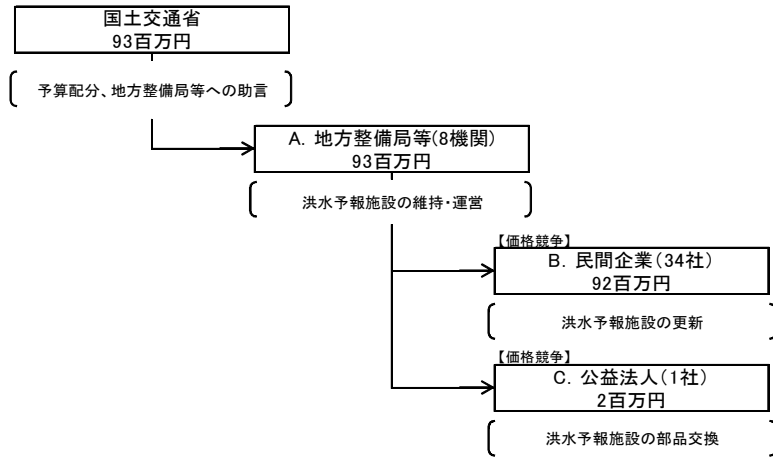 国土交通省
93百万円
予算配分、地方整備局等への助言
A. 地方整備局等(8機関)
93百万円
洪水予報施設の維持・運営
【価格競争】
B. 民間企業(34社)
92百万円
洪水予報施設の更新
【価格競争】
C. 公益法人(1社)
2百万円
洪水予報施設の部品交換